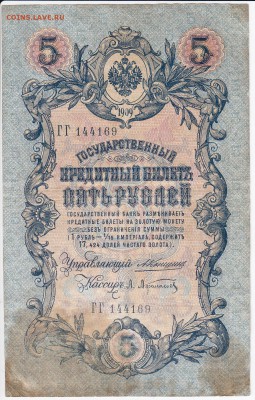 COINS.LAVE.RU
5 5
1909
ГГ 144169
ГОСУДАРСТВЕННЫЙ
КРЕДИТНЫЙ БИЛЕТЪ
ПЯТЬ РУБЛЕЙ
ГОСУДАРСТВЕННЫЙ БАНКЪ РАЗМѢНИВАЕТЪ
КРЕДИТНЫЕ БИЛЕТЫ НА ЗОЛОТУЮ МОНЕТУ
БЕЗЪ ОГРАНИЧЕНІЯ СУММЫ
(1 РУБЛЬ = 1/15 ИМПЕРІАЛА, СОДЕРЖИТЪ
17,424 ДОЛЕЙ ЧИСТАГО ЗОЛОТА).
Управляющій
Кассиръ
ГГ 144169
5